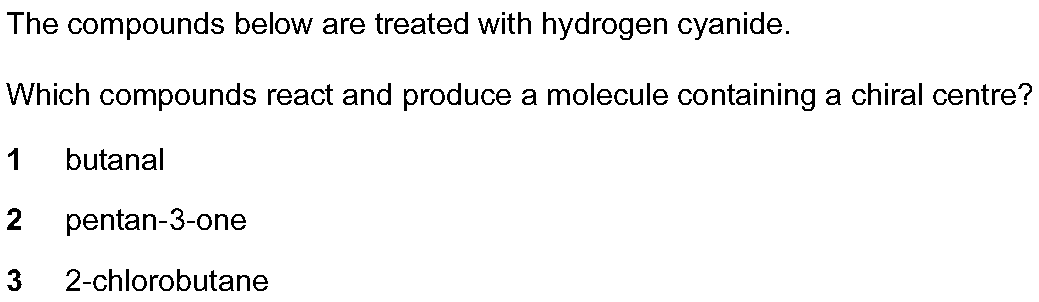 The compounds below are treated with hydrogen cyanide.
Which compounds react and produce a molecule containing a chiral centre?
1 butanal
2 pentan-3-one
3 2-chlorobutane